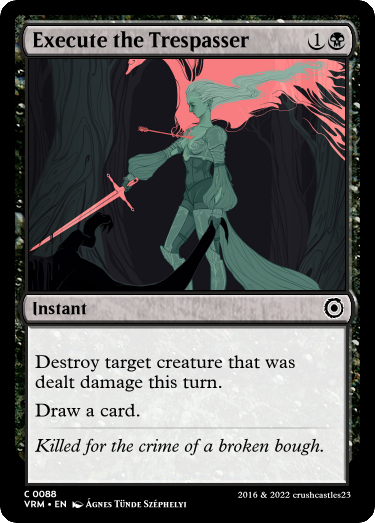 Execute the Trespasser 1
Instant
Destroy target creature that was
dealt damage this turn.
Draw a card.
Killed for the crime of a broken bough.
C 0088
VRM • EN ÁGNES TÜNDE SZÉPHELYI
2016 & 2022 crushcastles23